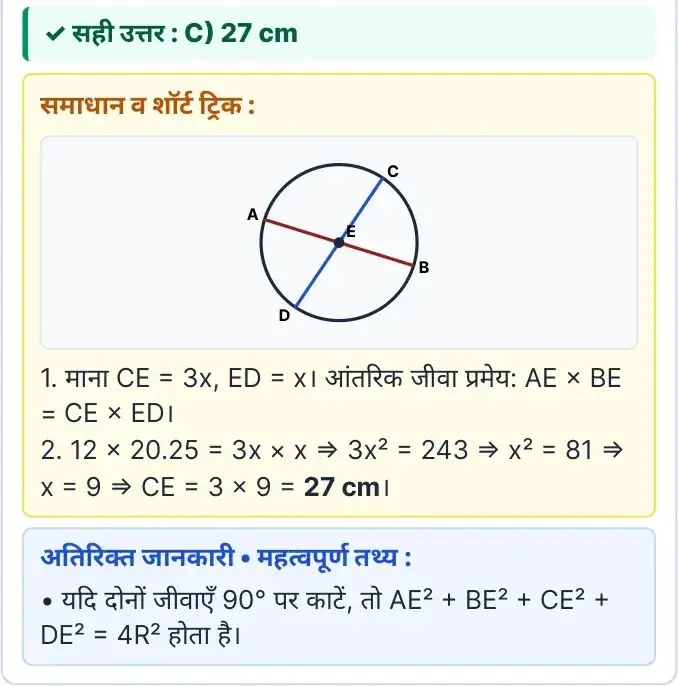 ✓ सही उत्तर : C) 27 cm
समाधान व शॉर्ट ट्रिक :
C
A
E
B
D
1. माना CE = 3x, ED = x। आंतरिक जीवा प्रमेय: AE × BE
= CE × ED।
2. 12 × 20.25 = 3x × x ⇒ 3x² = 243 ⇒ x² = 81 ⇒
x = 9 ⇒ CE = 3 × 9 = 27 cm।
अतिरिक्त जानकारी • महत्वपूर्ण तथ्य :
• यदि दोनों जीवाएँ 90° पर काटें, तो AE² + BE² + CE² +
DE² = 4R² होता है।